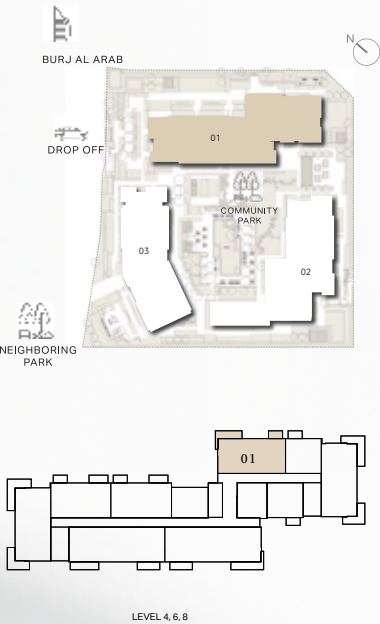 N
BURJ AL ARAB
DROP OFF
01
COMMUNITY
PARK
03
02
NEIGHBORING
PARK
01
LEVEL 4, 6, 8